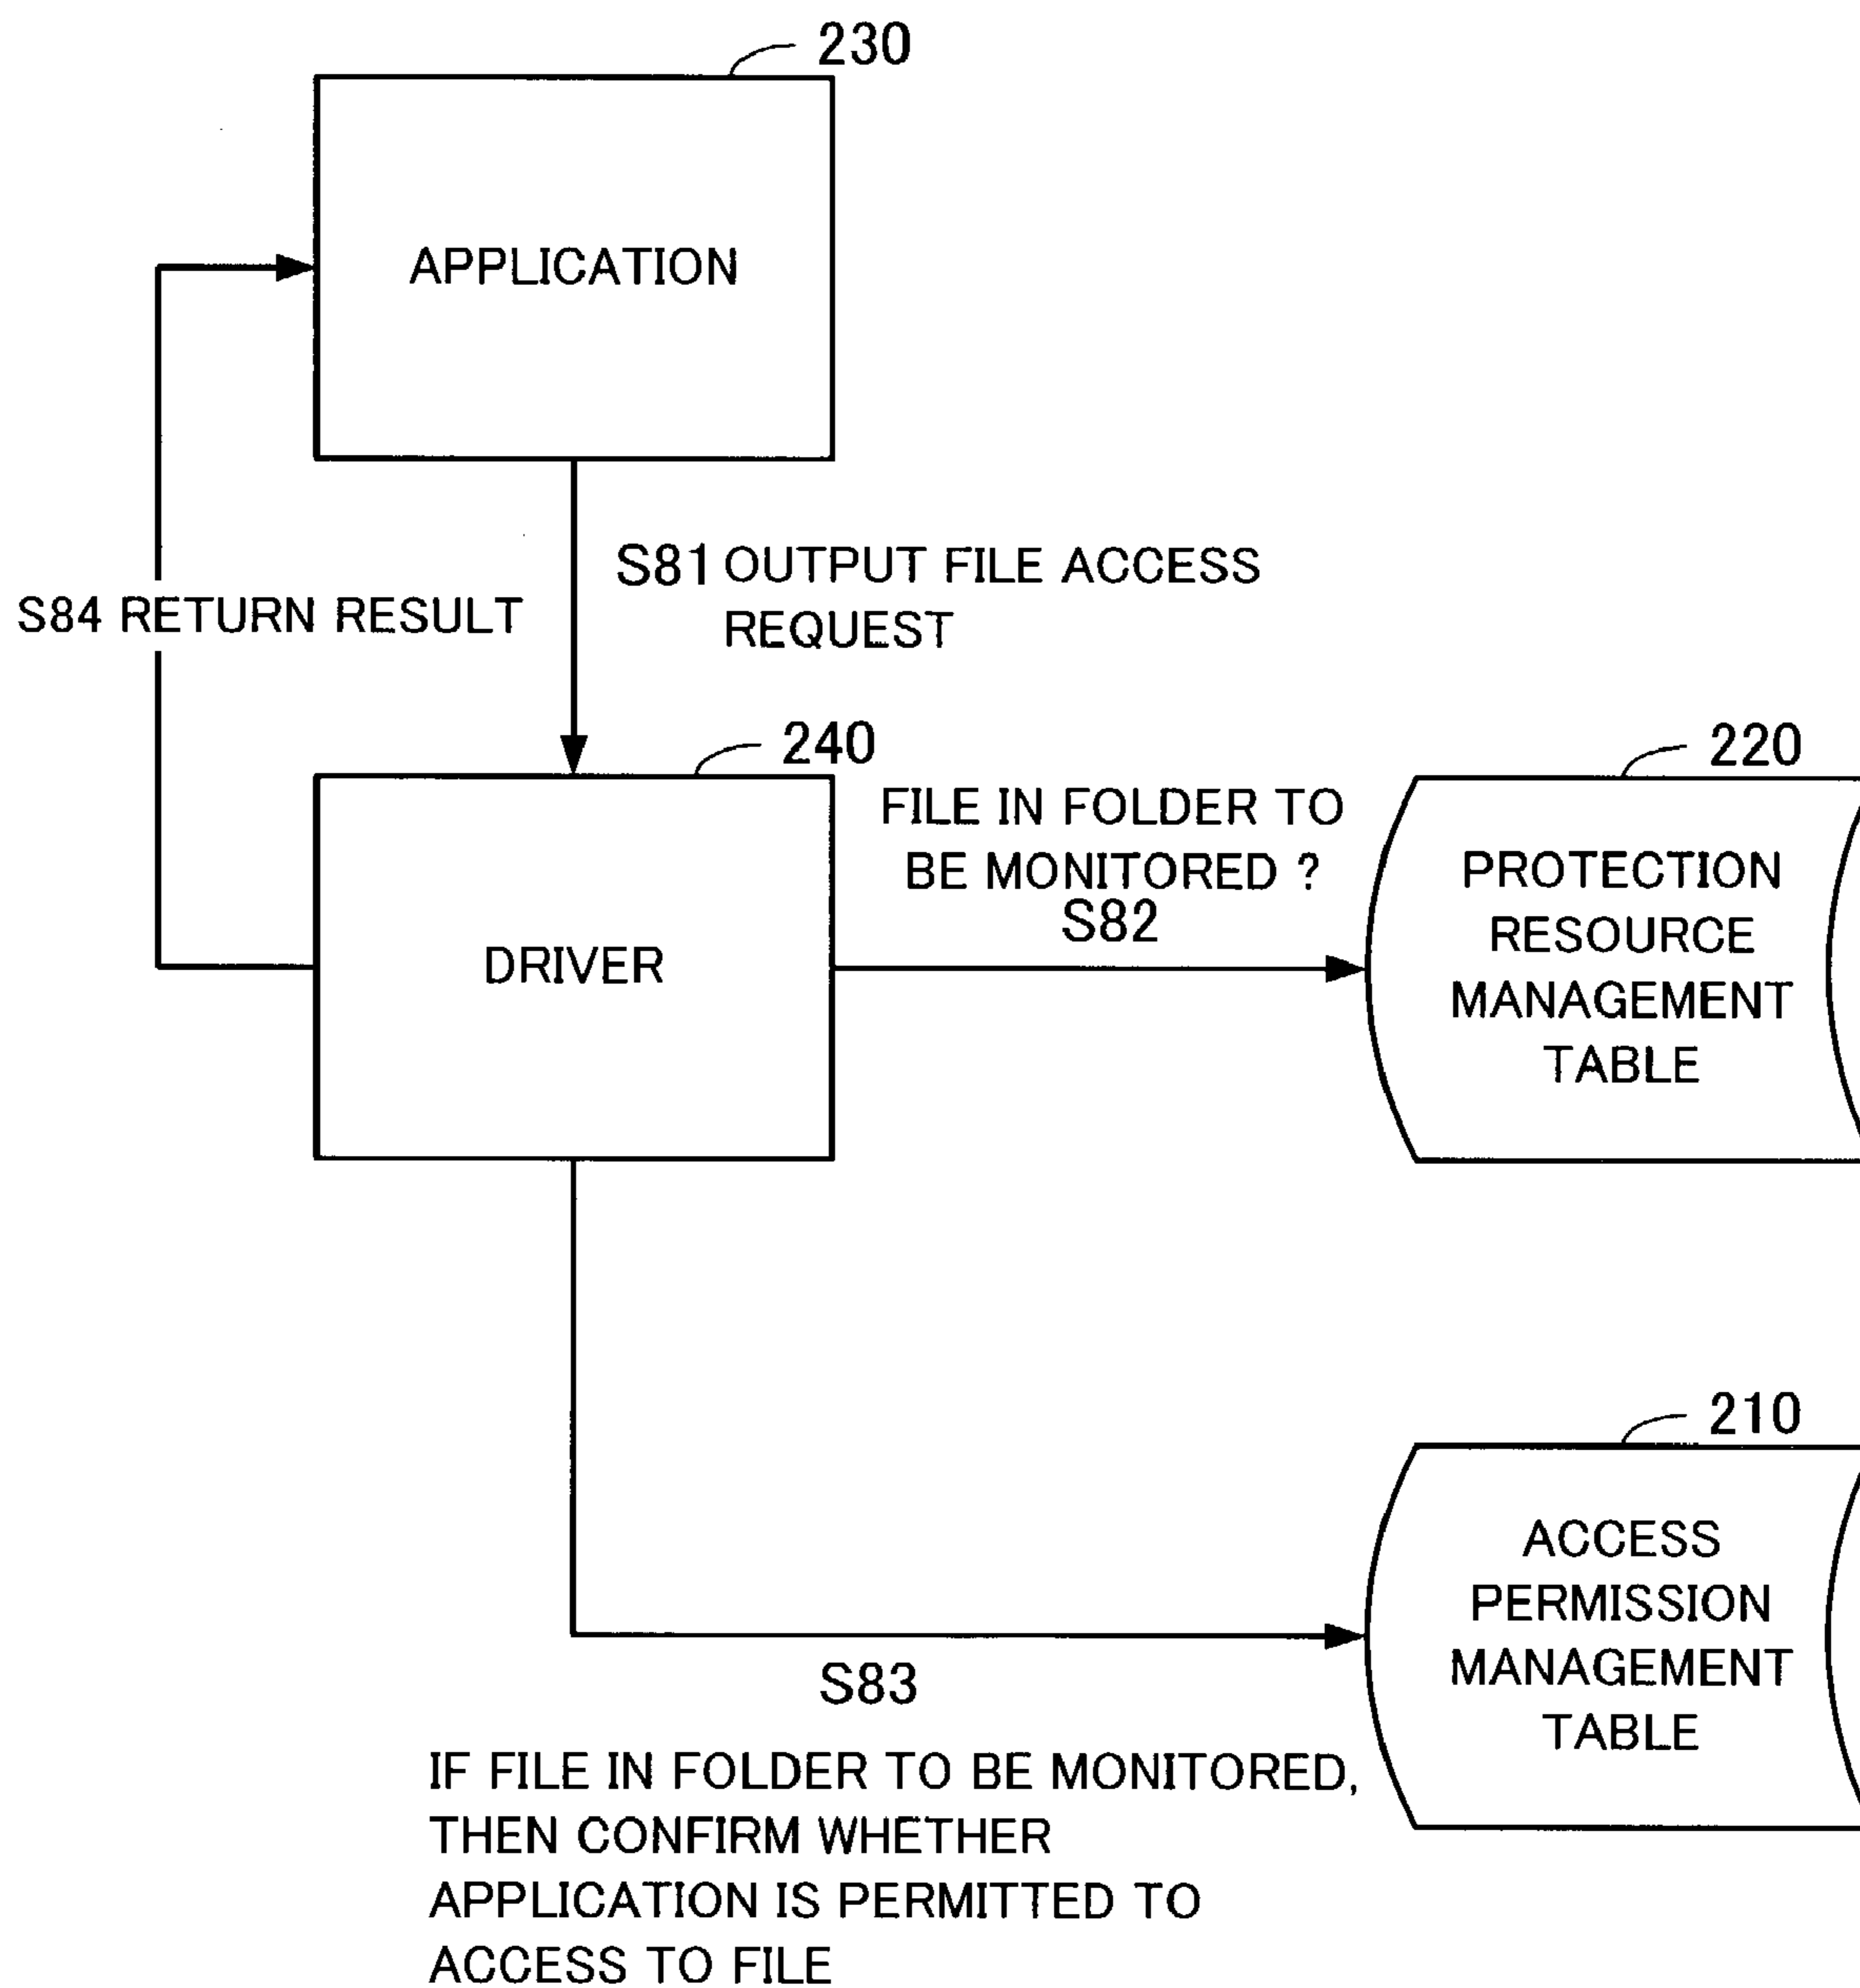 230
APPLICATION
S81 OUTPUT FILE ACCESS
REQUEST
S84 RETURN RESULT
240
DRIVER
FILE IN FOLDER TO
BE MONITORED ?
S82
220
PROTECTION
RESOURCE
MANAGEMENT
TABLE
210
ACCESS
PERMISSION
MANAGEMENT
TABLE
S83
IF FILE IN FOLDER TO BE MONITORED,
THEN CONFIRM WHETHER
APPLICATION IS PERMITTED TO
ACCESS TO FILE